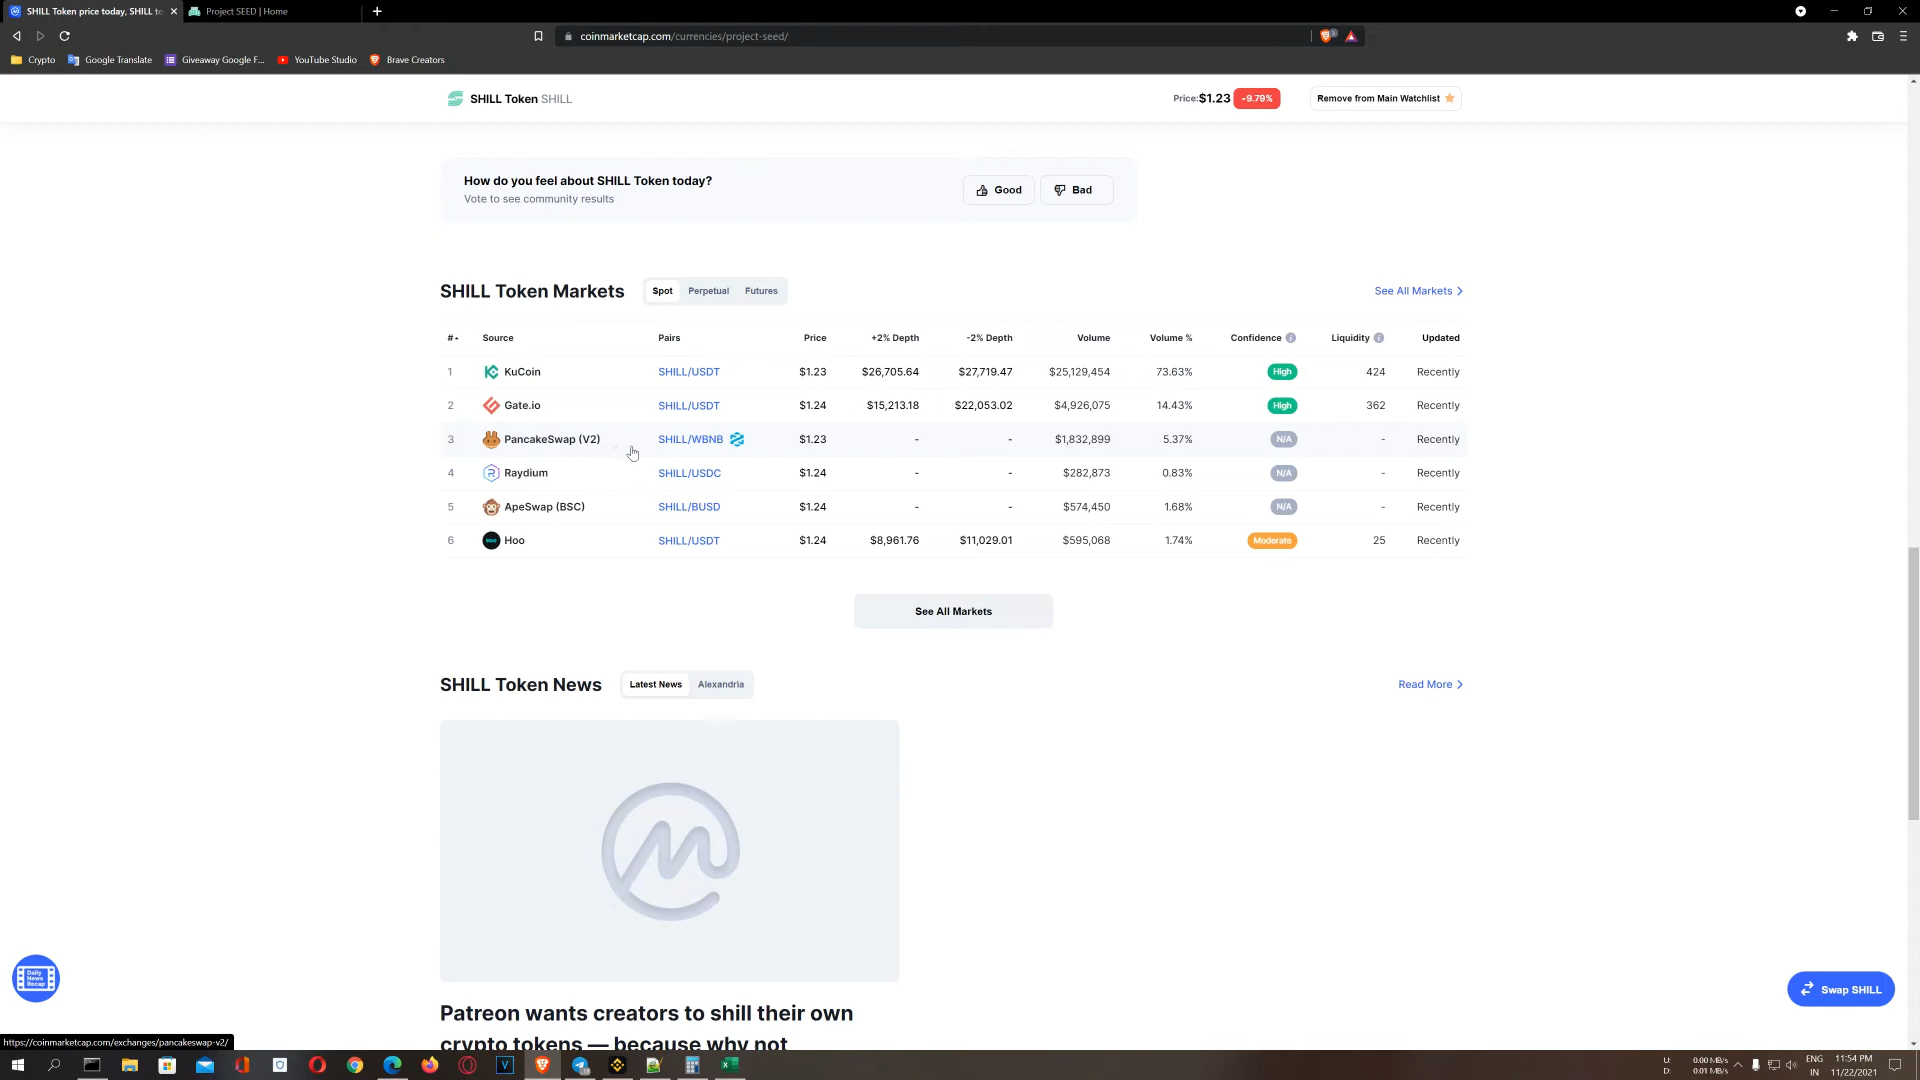 SHILL Token price today, SHILL to
Project SEED | Home
coinmarketcap.com/currencies/project-seed/
Crypto
Google Translate
Giveaway Google F...
YouTube Studio
Brave Creators
SHILL Token SHILL
Price:$1.23 -9.79%
Remove from Main Watchlist
How do you feel about SHILL Token today?
Vote to see community results
Good
Bad
SHILL Token Markets
Spot Perpetual Futures
See All Markets
# Source Pairs Price +2% Depth -2% Depth Volume Volume % Confidence Liquidity Updated
1 KuCoin SHILL/USDT $1.23 $26,705.64 $27,719.47 $25,129,454 73.63% High 424 Recently
2 Gate.io SHILL/USDT $1.24 $15,213.18 $22,053.02 $4,926,075 14.43% High 362 Recently
3 PancakeSwap (V2) SHILL/WBNB $1.23 - - $1,832,899 5.37% N/A - Recently
4 Raydium SHILL/USDC $1.24 - - $282,873 0.83% N/A - Recently
5 ApeSwap (BSC) SHILL/BUSD $1.24 - - $574,450 1.68% N/A - Recently
6 Hoo SHILL/USDT $1.24 $8,961.76 $11,029.01 $595,068 1.74% Moderate 25 Recently
See All Markets
SHILL Token News
Latest News Alexandria
Read More
Patreon wants creators to shill their own
crypto tokens — because why not
Daily
News
Recap
Swap SHILL
https://coinmarketcap.com/exchanges/pancakeswap-v2/
U: 0.00 MB/s
D: 0.01 MB/s
ENG
IN
11:54 PM
11/22/2021